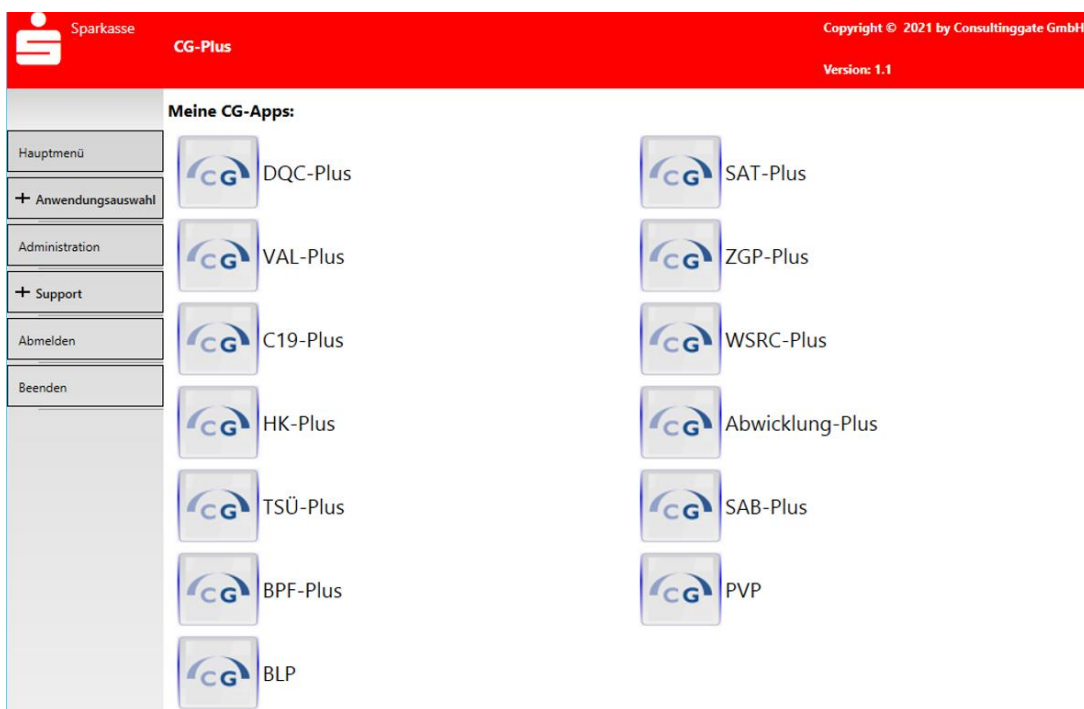 Sparkasse
CG-Plus
Copyright © 2021 by Consultinggate GmbH
Version: 1.1
Hauptmenü
+ Anwendungsauswahl
Administration
+ Support
Abmelden
Beenden
Meine CG-Apps:
CG DQC-Plus
CG SAT-Plus
CG VAL-Plus
CG ZGP-Plus
CG C19-Plus
CG WSRC-Plus
CG HK-Plus
CG Abwicklung-Plus
CG TSÜ-Plus
CG SAB-Plus
CG BPF-Plus
CG PVP
CG BLP